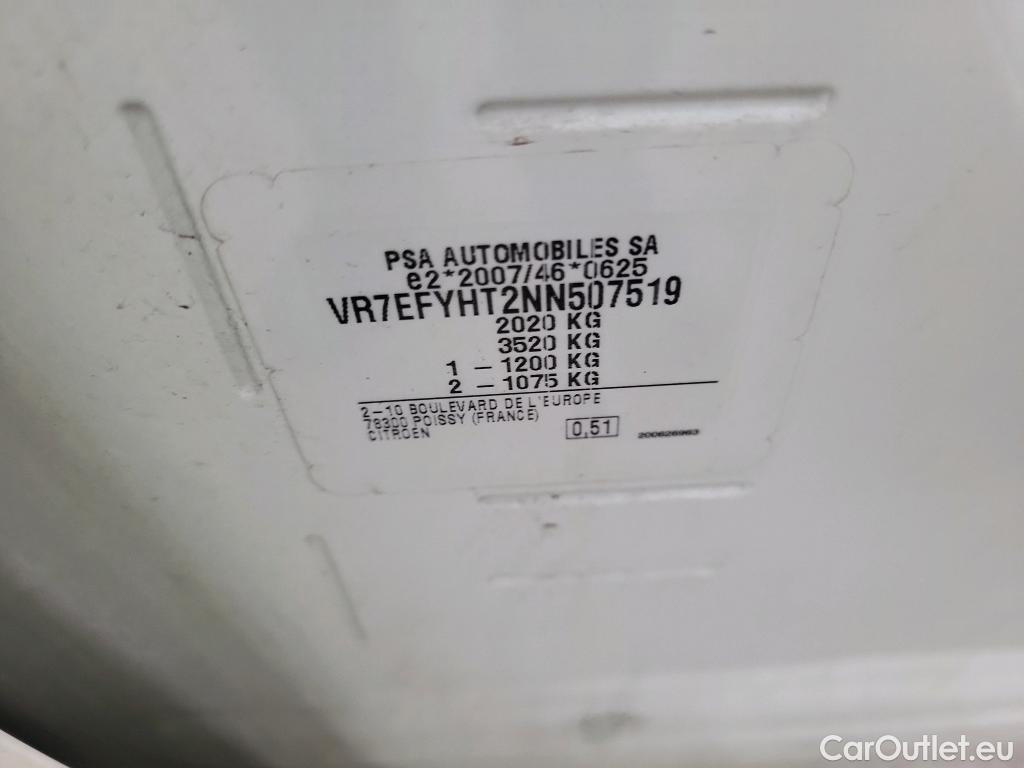 PSA AUTOMOBILES SA
e2*2007/46*0625
VR7EFYHT2NN507519
2020 KG
3520 KG
1 - 1200 KG
2 - 1075 KG
2-10 BOULEVARD DE L'EUROPE
78300 POISSY (FRANCE)
CITROEN
0,51
200626963
CarOutlet.eu